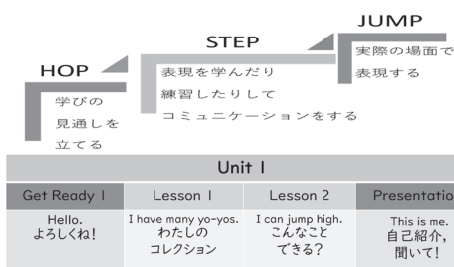 HOP
学びの
見通しを
立てる
STEP
表現を学んだり
練習したりして
コミュニケーションをする
JUMP
実際の場面で
表現する
Unit 1
Get Ready 1
Hello.
よろしくね!
Lesson 1
I have many yo-yos.
わたしの
コレクション
Lesson 2
I can jump high.
こんなこと
できる?
Presentatio
This is me.
自己紹介,
聞いて!